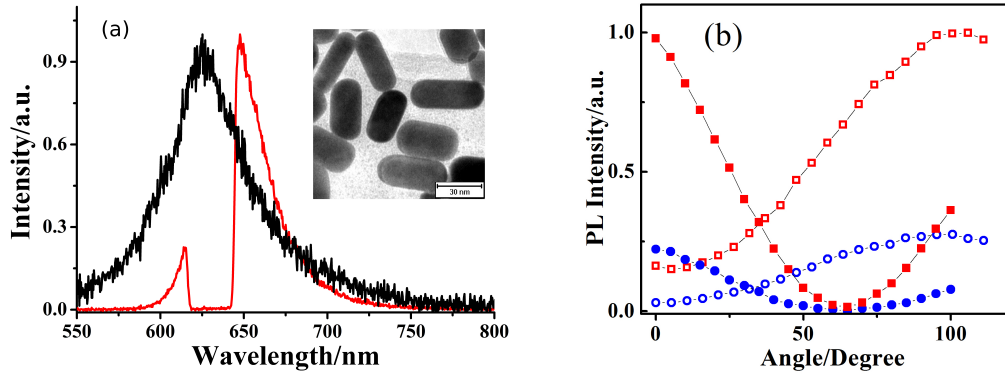 (a)
0.9
0.6
0.3
0.0
Intensity/a.u.
30 nm
550 600 650 700 750 800
Wavelength/nm
(b)
1.0
0.5
0.0
PL Intensity/a.u.
0 50 100
Angle/Degree